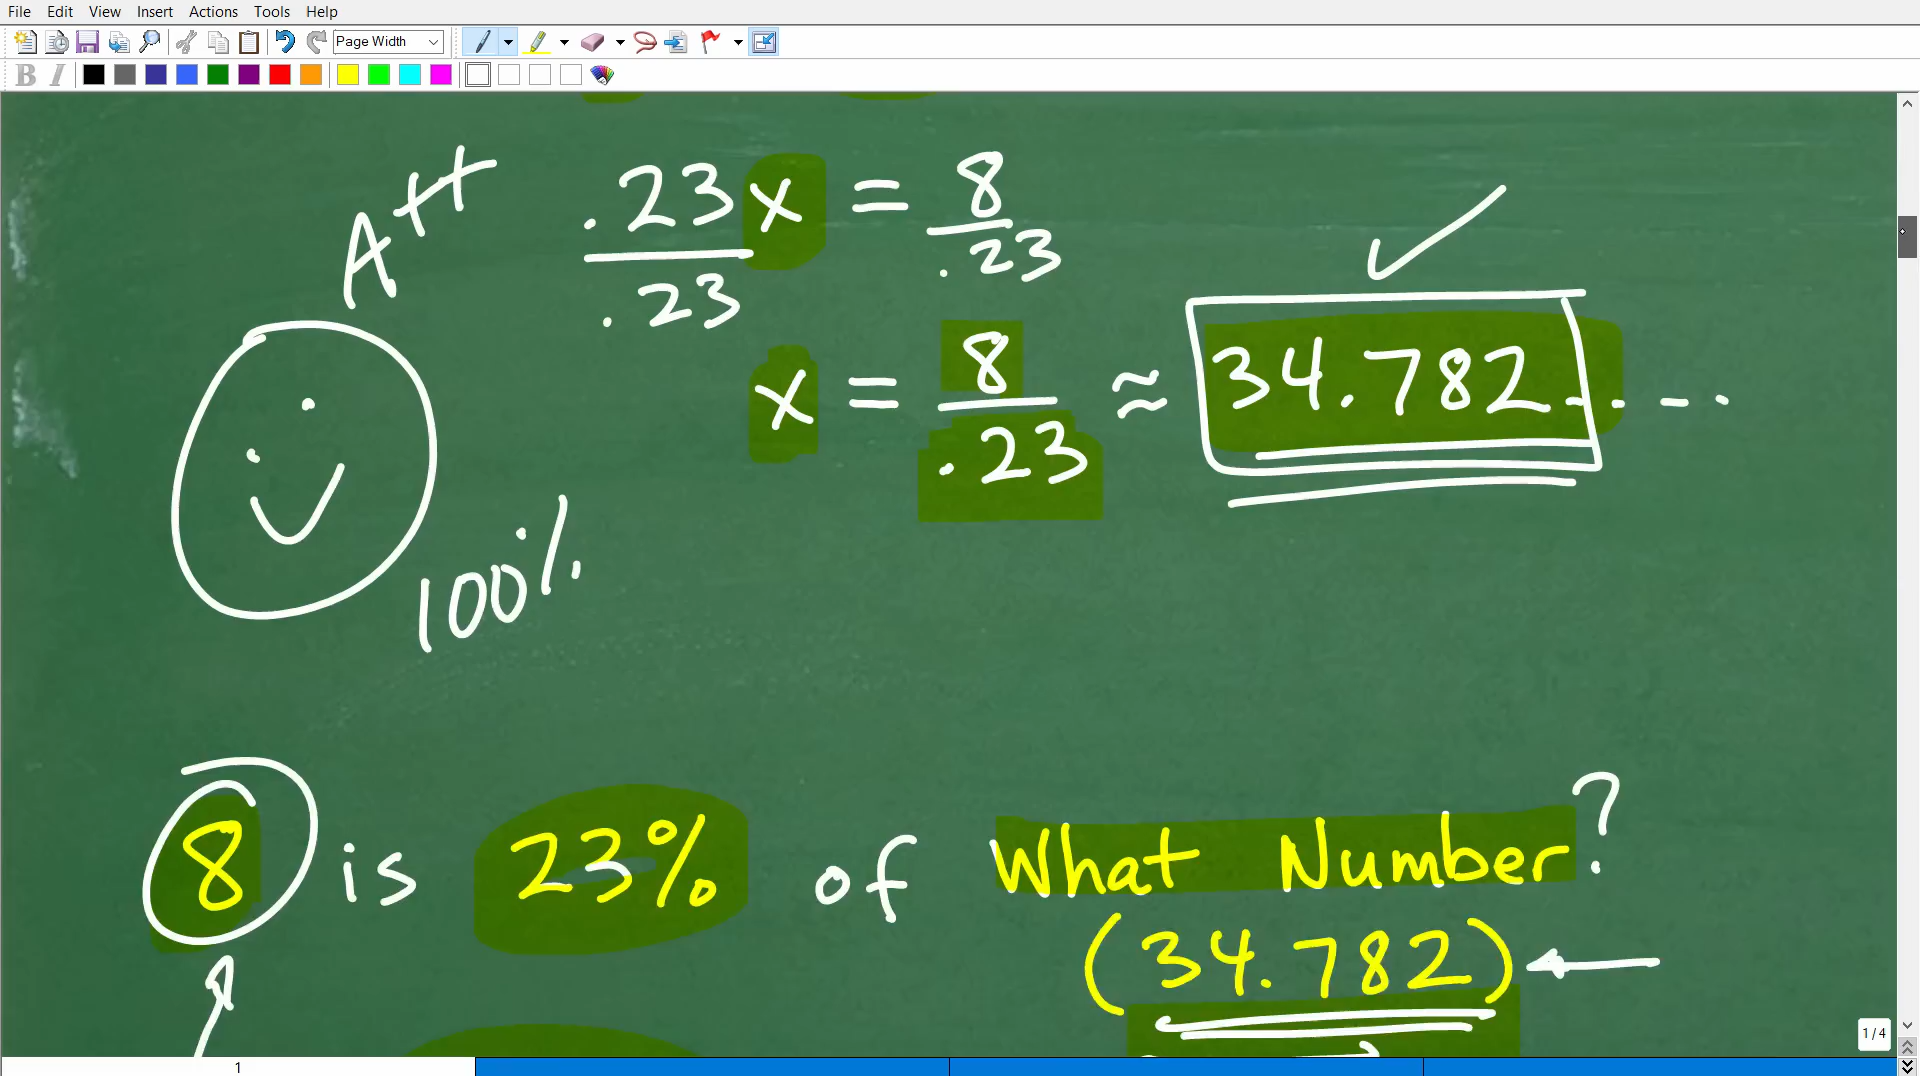 File Edit View Insert Actions Tools Help
Page Width
B I
A++
.23x = 8
.23 .23
x = 8 ≈ 34.782....
.23
100%
8 is 23% of What Number?
(34.782)
1 / 4
1